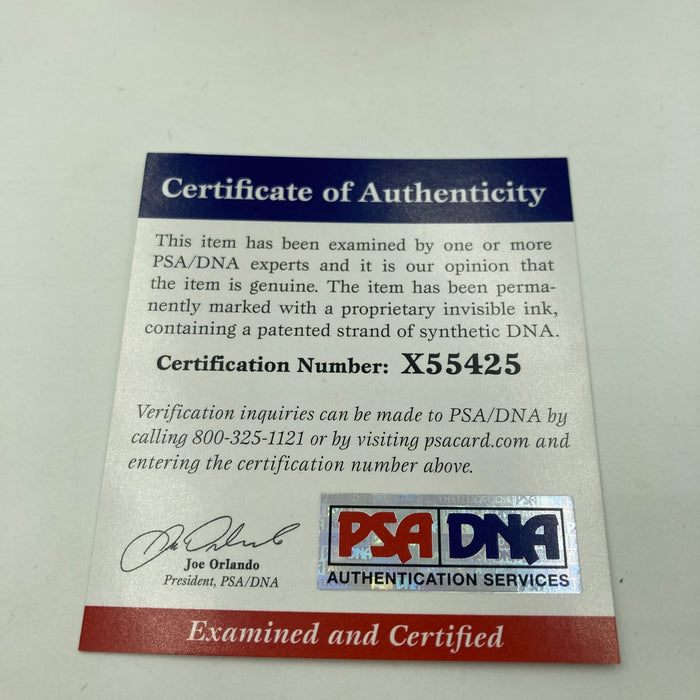 Certificate of Authenticity
This item has been examined by one or more
PSA/DNA experts and it is our opinion that
the item is genuine. The item has been perma-
nently marked with a proprietary invisible ink,
containing a patented strand of synthetic DNA.
Certification Number: X55425
Verification inquiries can be made to PSA/DNA by
calling 800-325-1121 or by visiting psacard.com and
entering the certification number above.
Joe Orlando
President, PSA/DNA
PSA DNA
AUTHENTICATION SERVICES
Examined and Certified